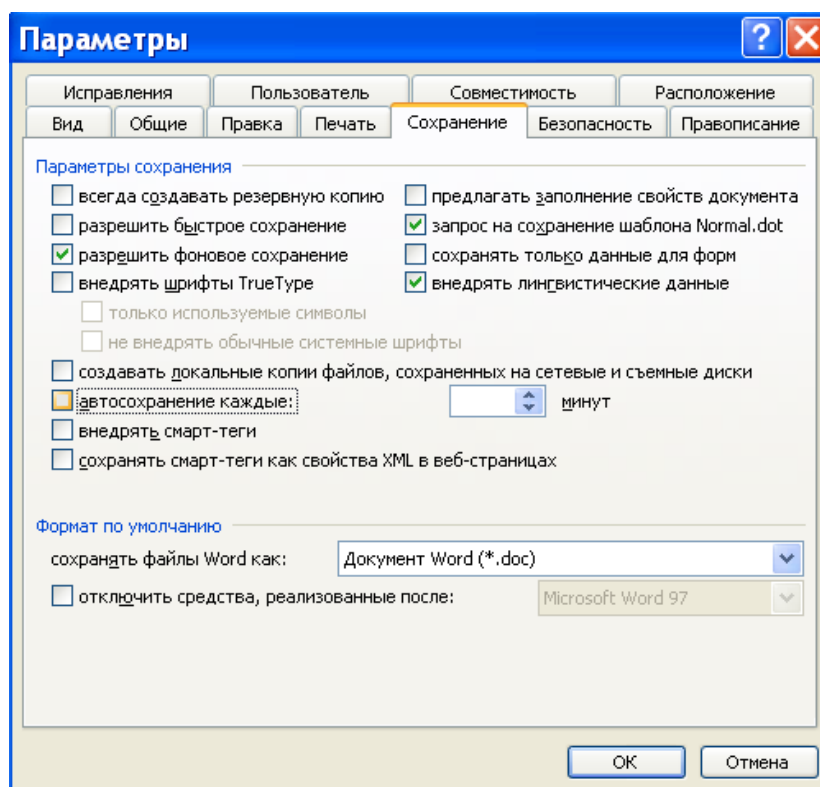 Параметры
Исправления Пользователь Совместимость Расположение
Вид Общие Правка Печать Сохранение Безопасность Правописание
Параметры сохранения
всегда создавать резервную копию предлагать заполнение свойств документа
разрешить быстрое сохранение запрос на сохранение шаблона Normal.dot
разрешить фоновое сохранение сохранять только данные для форм
внедрять шрифты TrueType внедрять лингвистические данные
только используемые символы
не внедрять обычные системные шрифты
создавать локальные копии файлов, сохраненных на сетевые и съемные диски
автосохранение каждые: минут
внедрять смарт-теги
сохранять смарт-теги как свойства XML в веб-страницах
Формат по умолчанию
сохранять файлы Word как: Документ Word (*.doc)
отключить средства, реализованные после: Microsoft Word 97
ОК Отмена